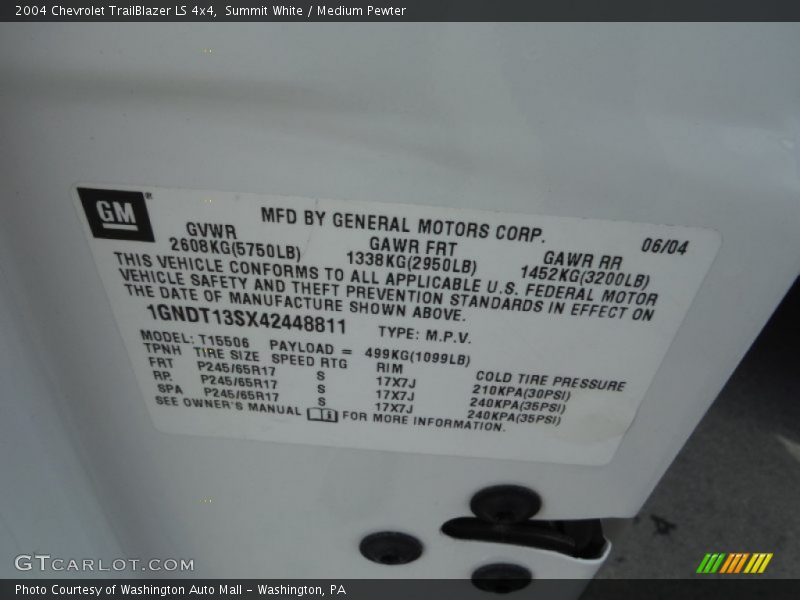 2004 Chevrolet TrailBlazer LS 4x4, Summit White / Medium Pewter
GM®
MFD BY GENERAL MOTORS CORP. 06/04
GVWR GAWR FRT GAWR RR
2608KG(5750LB) 1338KG(2950LB) 1452KG(3200LB)
THIS VEHICLE CONFORMS TO ALL APPLICABLE U.S. FEDERAL MOTOR
VEHICLE SAFETY AND THEFT PREVENTION STANDARDS IN EFFECT ON
THE DATE OF MANUFACTURE SHOWN ABOVE.
1GNDT13SX42448811 TYPE: M.P.V.
MODEL: T15506 PAYLOAD = 499KG(1099LB)
TPNH TIRE SIZE SPEED RTG RIM COLD TIRE PRESSURE
FRT P245/65R17 S 17X7J 210KPA(30PSI)
RP. P245/65R17 S 17X7J 240KPA(35PSI)
SPA P245/65R17 S 17X7J 240KPA(35PSI)
SEE OWNER'S MANUAL FOR MORE INFORMATION.
GTCARLOT.COM
Photo Courtesy of Washington Auto Mall - Washington, PA